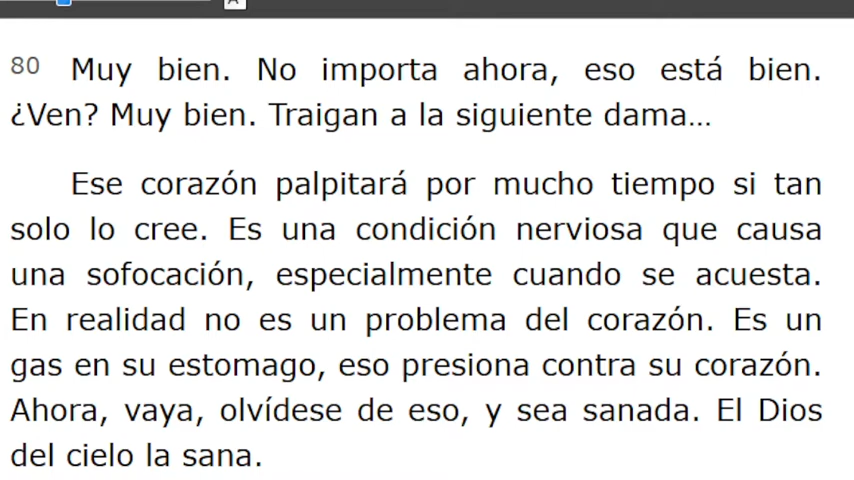 80 Muy bien. No importa ahora, eso está bien.
¿Ven? Muy bien. Traigan a la siguiente dama…
Ese corazón palpitará por mucho tiempo si tan
solo lo cree. Es una condición nerviosa que causa
una sofocación, especialmente cuando se acuesta.
En realidad no es un problema del corazón. Es un
gas en su estomago, eso presiona contra su corazón.
Ahora, vaya, olvídese de eso, y sea sanada. El Dios
del cielo la sana.